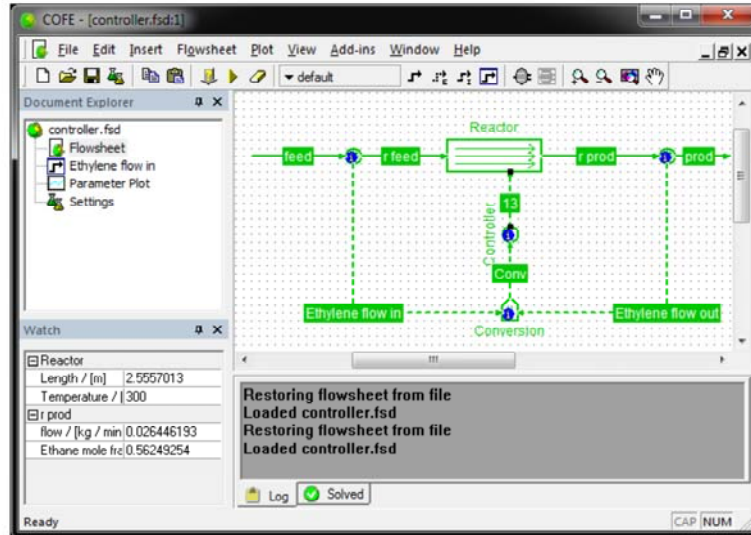 COFE - [controller.fsd:1]
File Edit Insert Flowsheet Plot View Add-ins Window Help
default
Document Explorer
controller.fsd
Flowsheet
Ethylene flow in
Parameter Plot
Settings
Reactor
feed r feed r prod prod
13
Controller
Conv
Ethylene flow in Ethylene flow out
Conversion
Watch
Reactor
Length / [m] 2.5557013
Temperature / [ 300
r prod
flow / [kg / min 0.026446193
Ethane mole fra 0.56249254
Restoring flowsheet from file
Loaded controller.fsd
Restoring flowsheet from file
Loaded controller.fsd
Log Solved
Ready CAP NUM